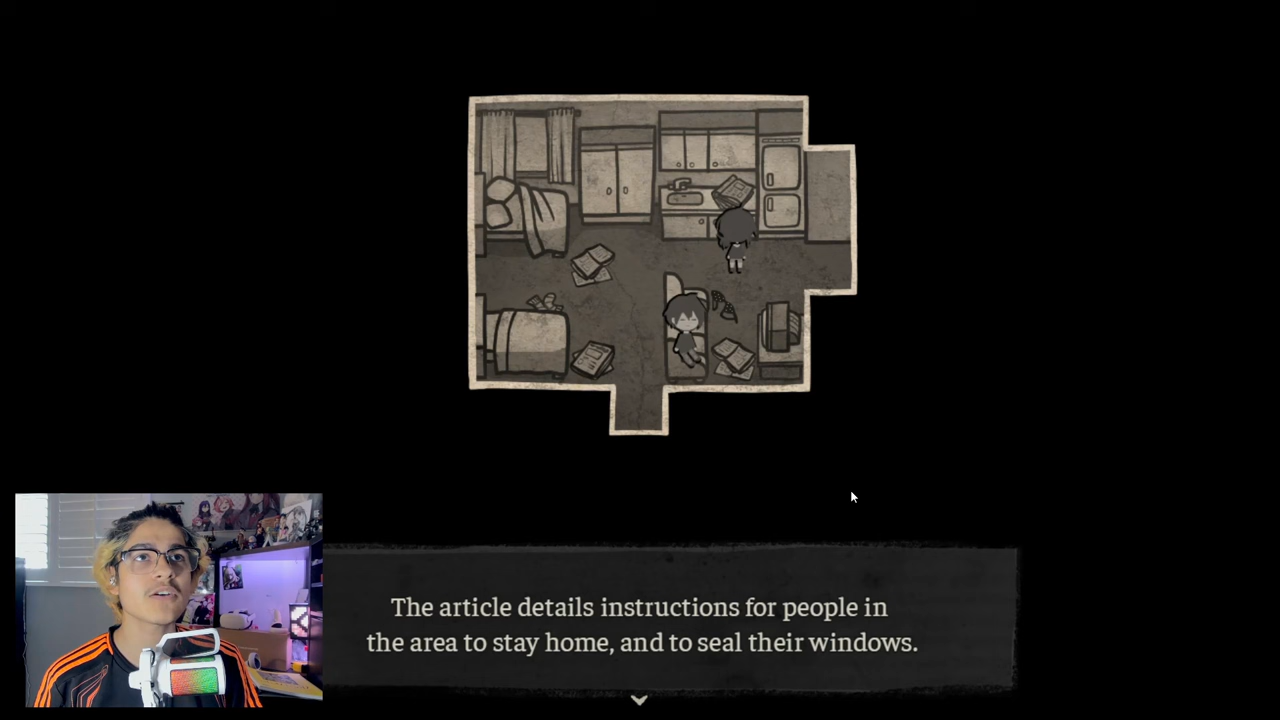 The article details instructions for people in
the area to stay home, and to seal their windows.